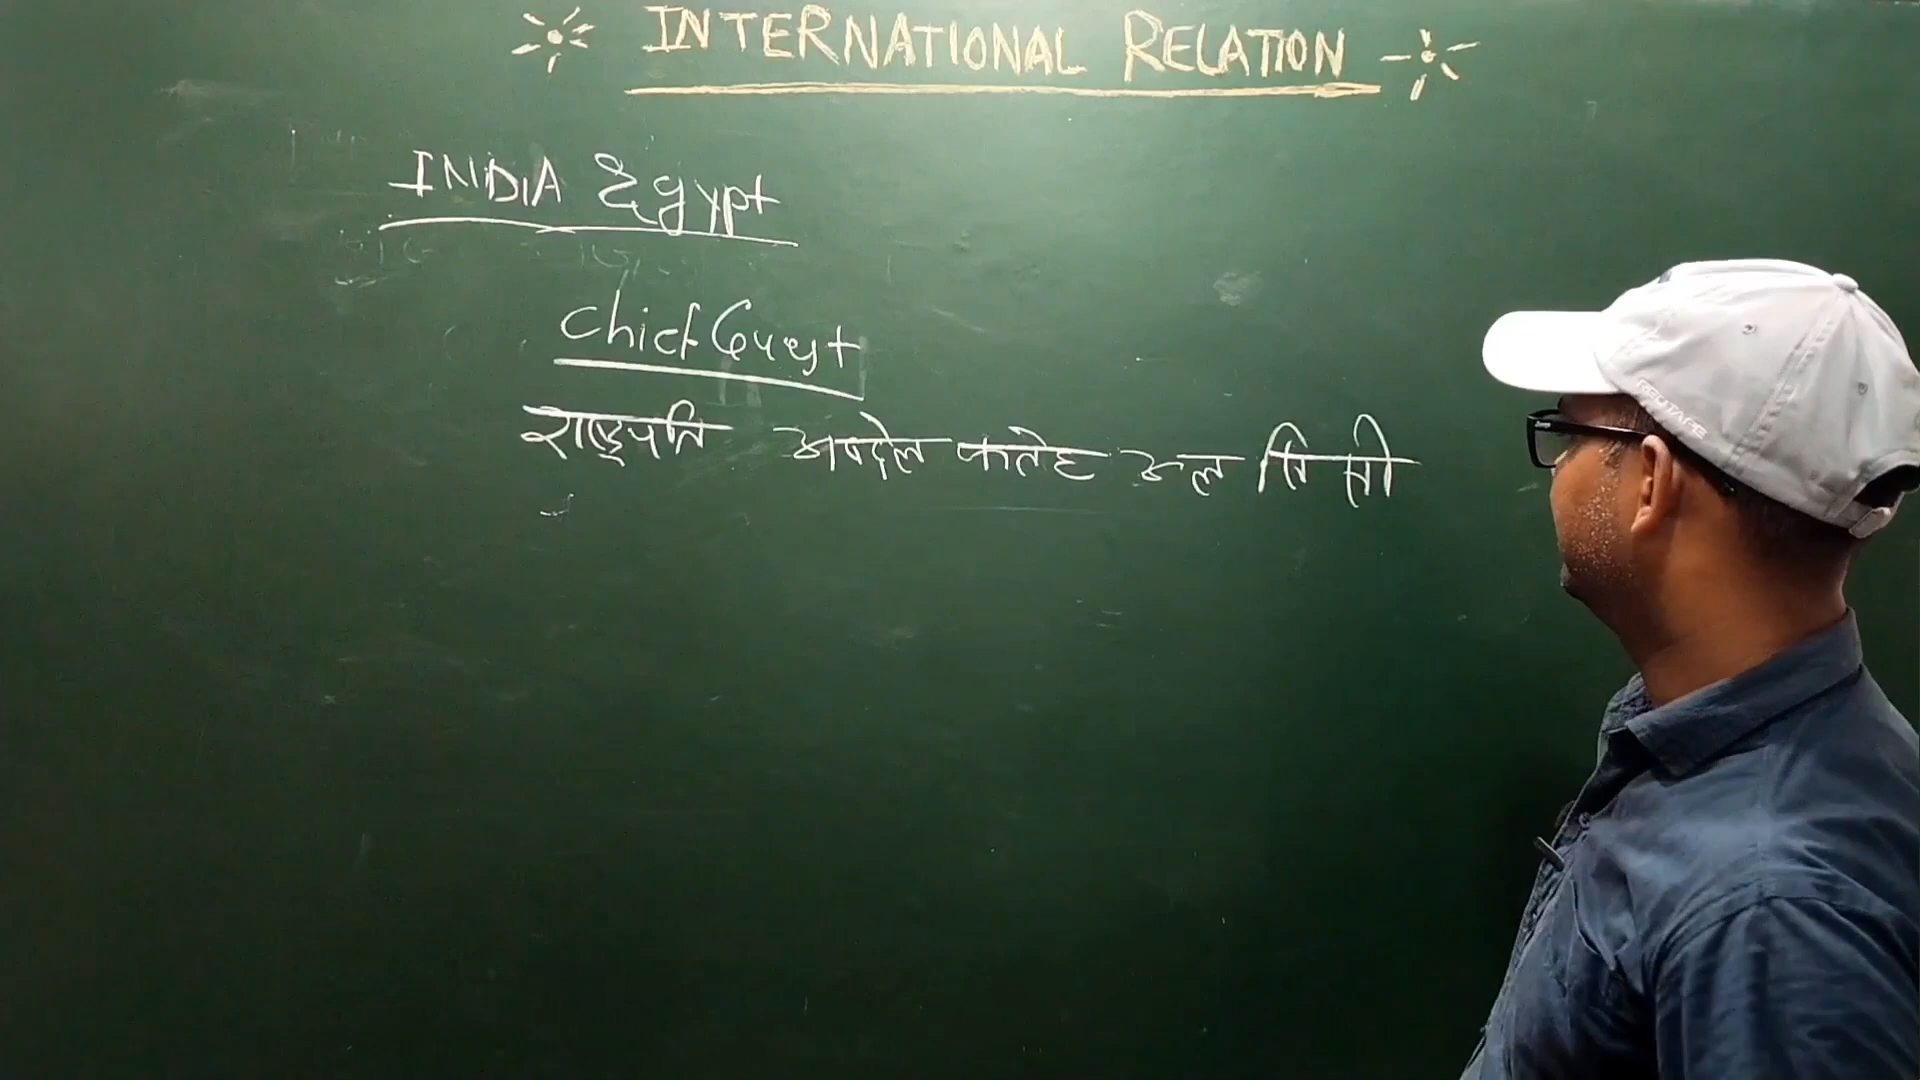 INTERNATIONAL RELATION
INDIA Egypt
Chief Guest
राष्ट्रपति अब्देल फतेह अल सिसी